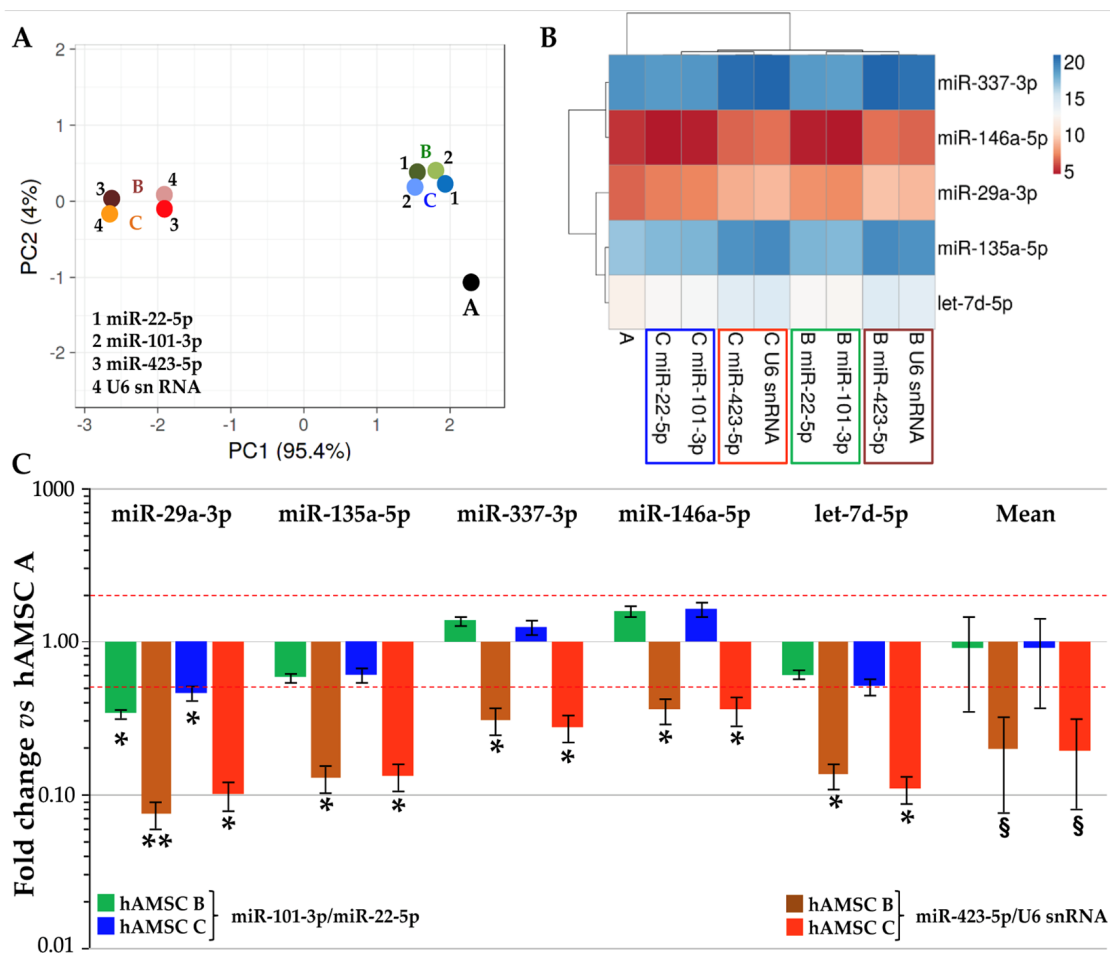 A
2
1
0
-1
-2
-3
-2
-1
0
1
2
PC2 (4%)
PC1 (95.4%)
3
B
4
4
C
3
1
B
2
2
C
1
A
1 miR-22-5p
2 miR-101-3p
3 miR-423-5p
4 U6 sn RNA
B
miR-337-3p
miR-146a-5p
miR-29a-3p
miR-135a-5p
let-7d-5p
20
15
10
5
A
C miR-22-5p
C miR-101-3p
C miR-423-5p
C U6 snRNA
B miR-22-5p
B miR-101-3p
B miR-423-5p
B U6 snRNA
C
Fold change vs hAMSC A
1000
1.00
0.10
0.01
miR-29a-3p
miR-135a-5p
miR-337-3p
miR-146a-5p
let-7d-5p
Mean
* ** * *
* *
* *
* *
* *
§ §
hAMSC B
hAMSC C
miR-101-3p/miR-22-5p
hAMSC B
hAMSC C
miR-423-5p/U6 snRNA